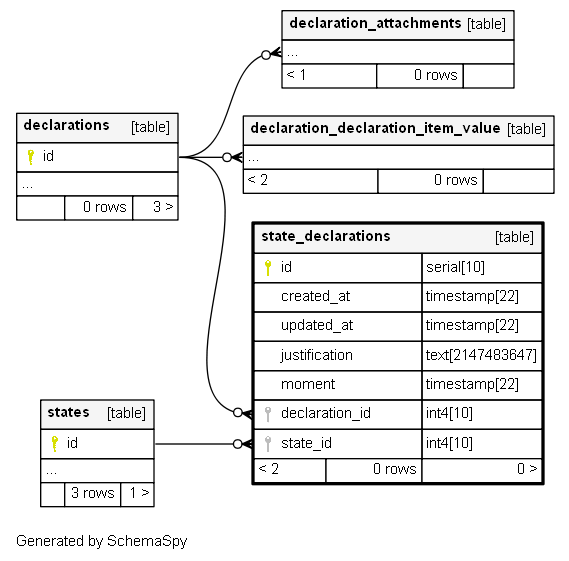 declaration_attachments [table]
...
< 1 0 rows
declarations [table]
id
...
0 rows 3 >
declaration_declaration_item_value [table]
...
< 2 0 rows
state_declarations [table]
id serial[10]
created_at timestamp[22]
updated_at timestamp[22]
justification text[2147483647]
moment timestamp[22]
declaration_id int4[10]
state_id int4[10]
< 2 0 rows 0 >
states [table]
id
...
3 rows 1 >
Generated by SchemaSpy